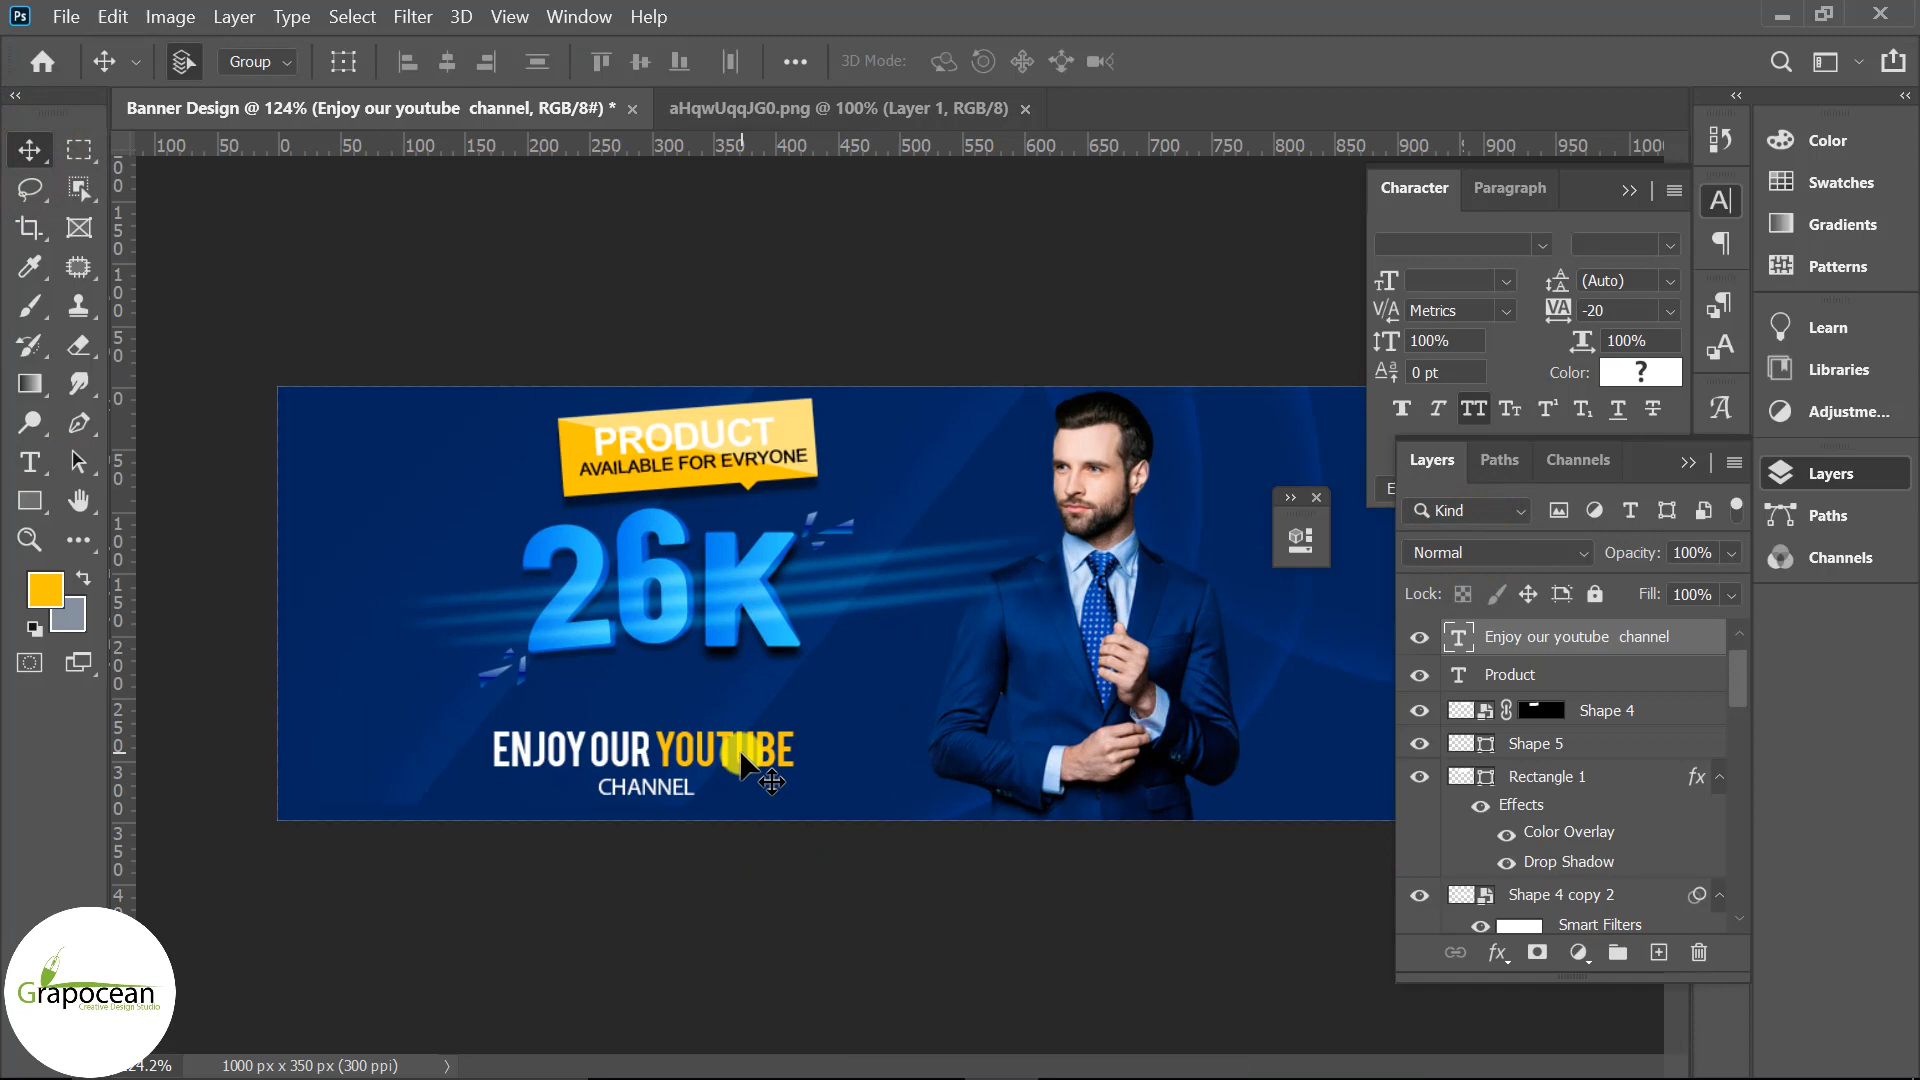 Ps File Edit Image Layer Type Select Filter 3D View Window Help
Group 3D Mode:
Banner Design @ 124% (Enjoy our youtube channel, RGB/8#) *
aHqwUqqJG0.png @ 100% (Layer 1, RGB/8)
100 50 0 50 100 150 200 250 300 350 400 450 500 550 600 650 700 750 800 850 900 900 950 1000
Character Paragraph
(Auto)
Metrics -20
100% 100%
0 pt Color: ?
PRODUCT
AVAILABLE FOR EVRYONE
26K
ENJOY OUR YOUTUBE
CHANNEL
Layers Paths Channels
Kind
Normal Opacity: 100%
Lock: Fill: 100%
Enjoy our youtube channel
Product
Shape 4
Shape 5
Rectangle 1 fx
Effects
Color Overlay
Drop Shadow
Shape 4 copy 2
Smart Filters
Color
Swatches
Gradients
Patterns
Learn
Libraries
Adjustme...
Layers
Paths
Channels
Grapocean
Creative Design Studio
24.2% 1000 px x 350 px (300 ppi)